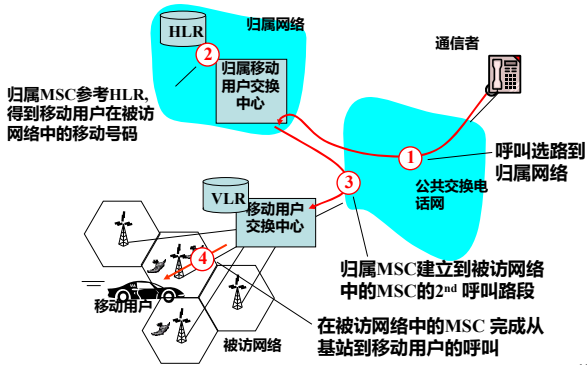 HLR
归属网络
2
归属移动
用户交换
中心
通信者
归属MSC参考HLR,
得到移动用户在被访
网络中的移动号码
1
呼叫选路到
归属网络
3
公共交换电
话网
VLR
移动用户
交换中心
4
移动用户
被访网络
归属MSC建立到被访网络
中的MSC的2nd 呼叫路段
在被访网络中的MSC 完成从
基站到移动用户的呼叫